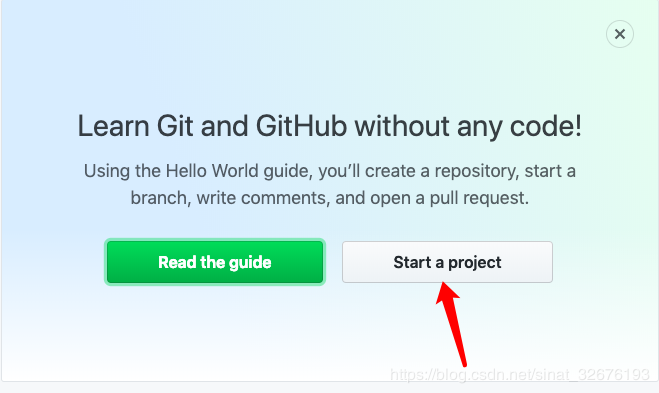 Learn Git and GitHub without any code!
Using the Hello World guide, you’ll create a repository, start a
branch, write comments, and open a pull request.
Read the guide
Start a project
https://blog.csdn.net/sinat_32676193